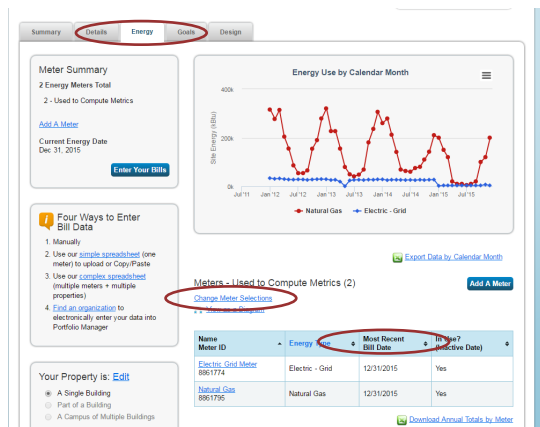 Summary Details Energy Goals Design
Meter Summary
2 Energy Meters Total
2 - Used to Compute Metrics
Add A Meter
Current Energy Date
Dec 31, 2015
Enter Your Bills
Four Ways to Enter
Bill Data
1. Manually
2. Use our simple spreadsheet (one
meter) to upload or Copy/Paste
3. Use our complex spreadsheet
(multiple meters + multiple
properties)
4. Find an organization to
electronically enter your data into
Portfolio Manager
Your Property is: Edit
A Single Building
Part of a Building
A Campus of Multiple Buildings
Energy Use by Calendar Month
Site Energy (kBtu)
400k
200k
0k
Jul '11 Jan '12 Jul '12 Jan '13 Jul '13 Jan '14 Jul '14 Jan '15 Jul '15
Natural Gas Electric - Grid
Export Data by Calendar Month
Meters - Used to Compute Metrics (2)
Add A Meter
Change Meter Selections
View as a Diagram
Name
Meter ID
Energy Type
Most Recent
Bill Date
In Use?
(Inactive Date)
Electric Grid Meter
8861774
Electric - Grid 12/31/2015 Yes
Natural Gas
8861795
Natural Gas 12/31/2015 Yes
Download Annual Totals by Meter